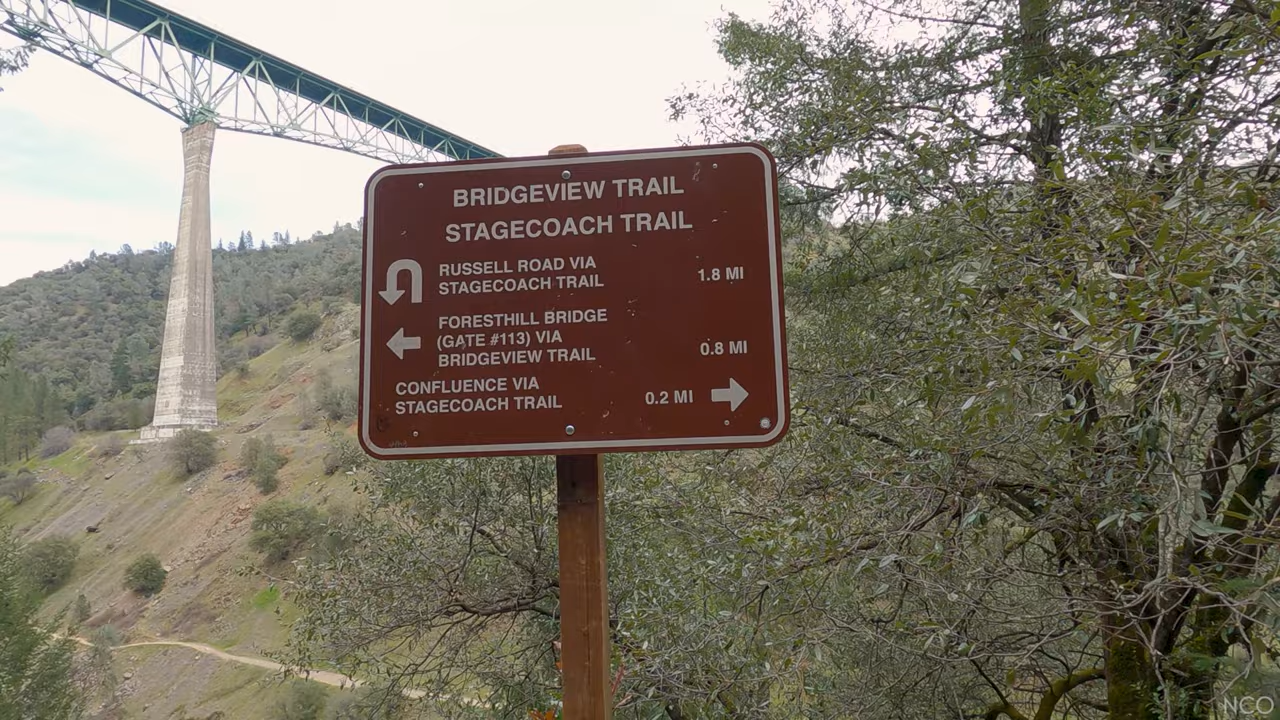 BRIDGEVIEW TRAIL
STAGECOACH TRAIL
RUSSELL ROAD VIA
STAGECOACH TRAIL 1.8 MI
FORESTHILL BRIDGE
(GATE #113) VIA
BRIDGEVIEW TRAIL 0.8 MI
CONFLUENCE VIA
STAGECOACH TRAIL 0.2 MI
NCO